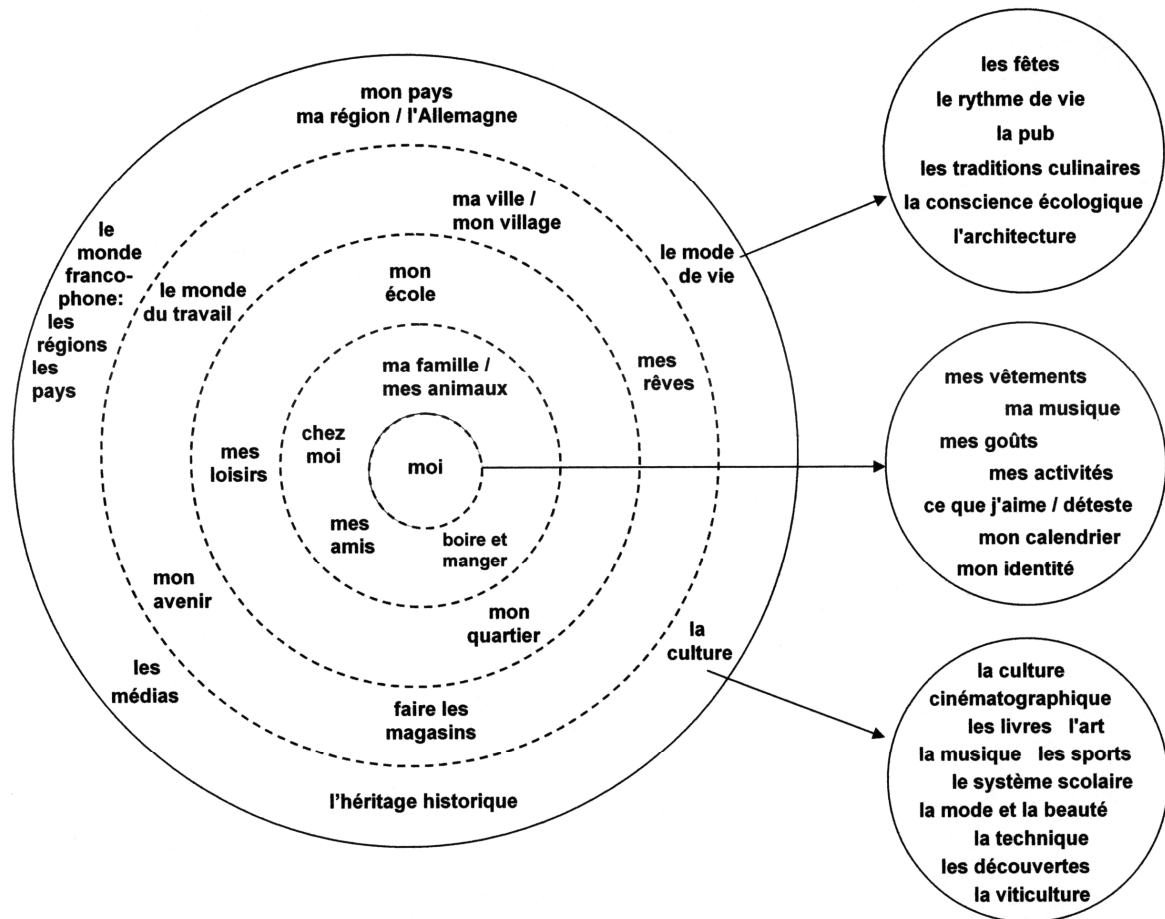 mon pays
ma région / l'Allemagne
ma ville /
mon village
le
monde
franco-
phone:
les
régions
les
pays
le monde
du travail
mon
école
le mode
de vie
ma famille /
mes animaux
mes
rêves
mes
loisirs
chez
moi
moi
mes
amis
boire et
manger
mon
avenir
mon
quartier
la
culture
les
médias
faire les
magasins
l'héritage historique
les fêtes
le rythme de vie
la pub
les traditions culinaires
la conscience écologique
l'architecture
mes vêtements
ma musique
mes goûts
mes activités
ce que j'aime / déteste
mon calendrier
mon identité
la culture
cinématographique
les livres l'art
la musique les sports
le système scolaire
la mode et la beauté
la technique
les découvertes
la viticulture